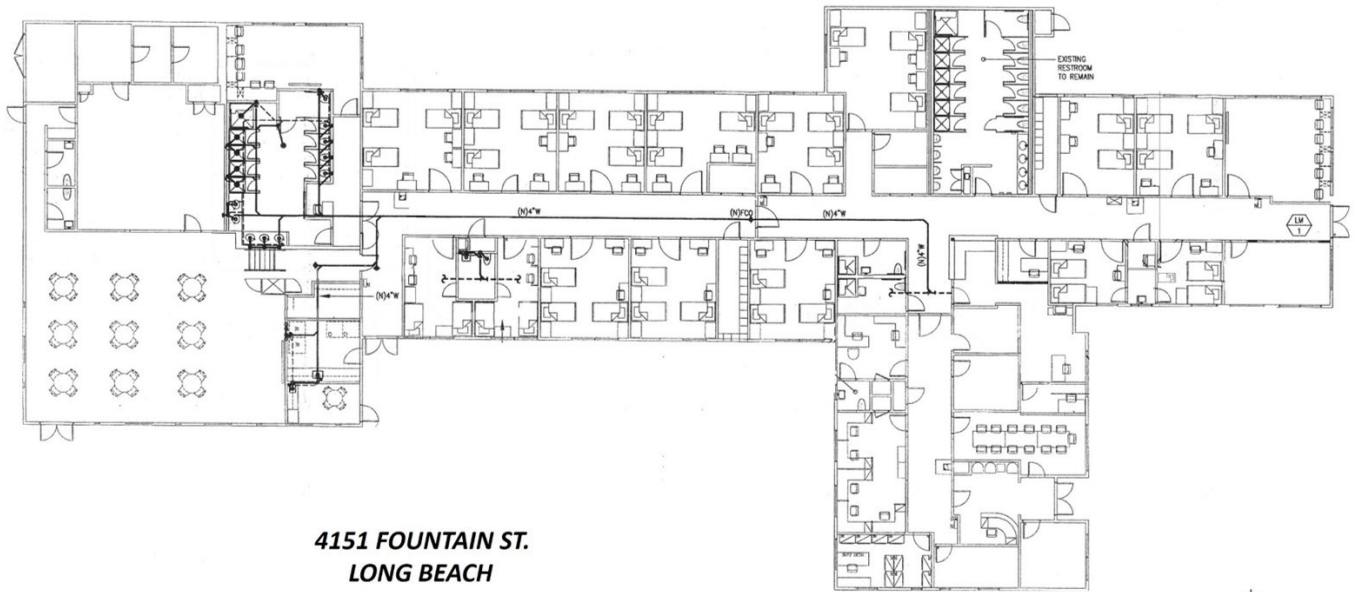 EXISTING
RESTROOM
TO REMAIN
(N)4"W
(N)FCO
(N)4"W
LM
1
(N)4"W
(N)4"W
4151 FOUNTAIN ST.
LONG BEACH